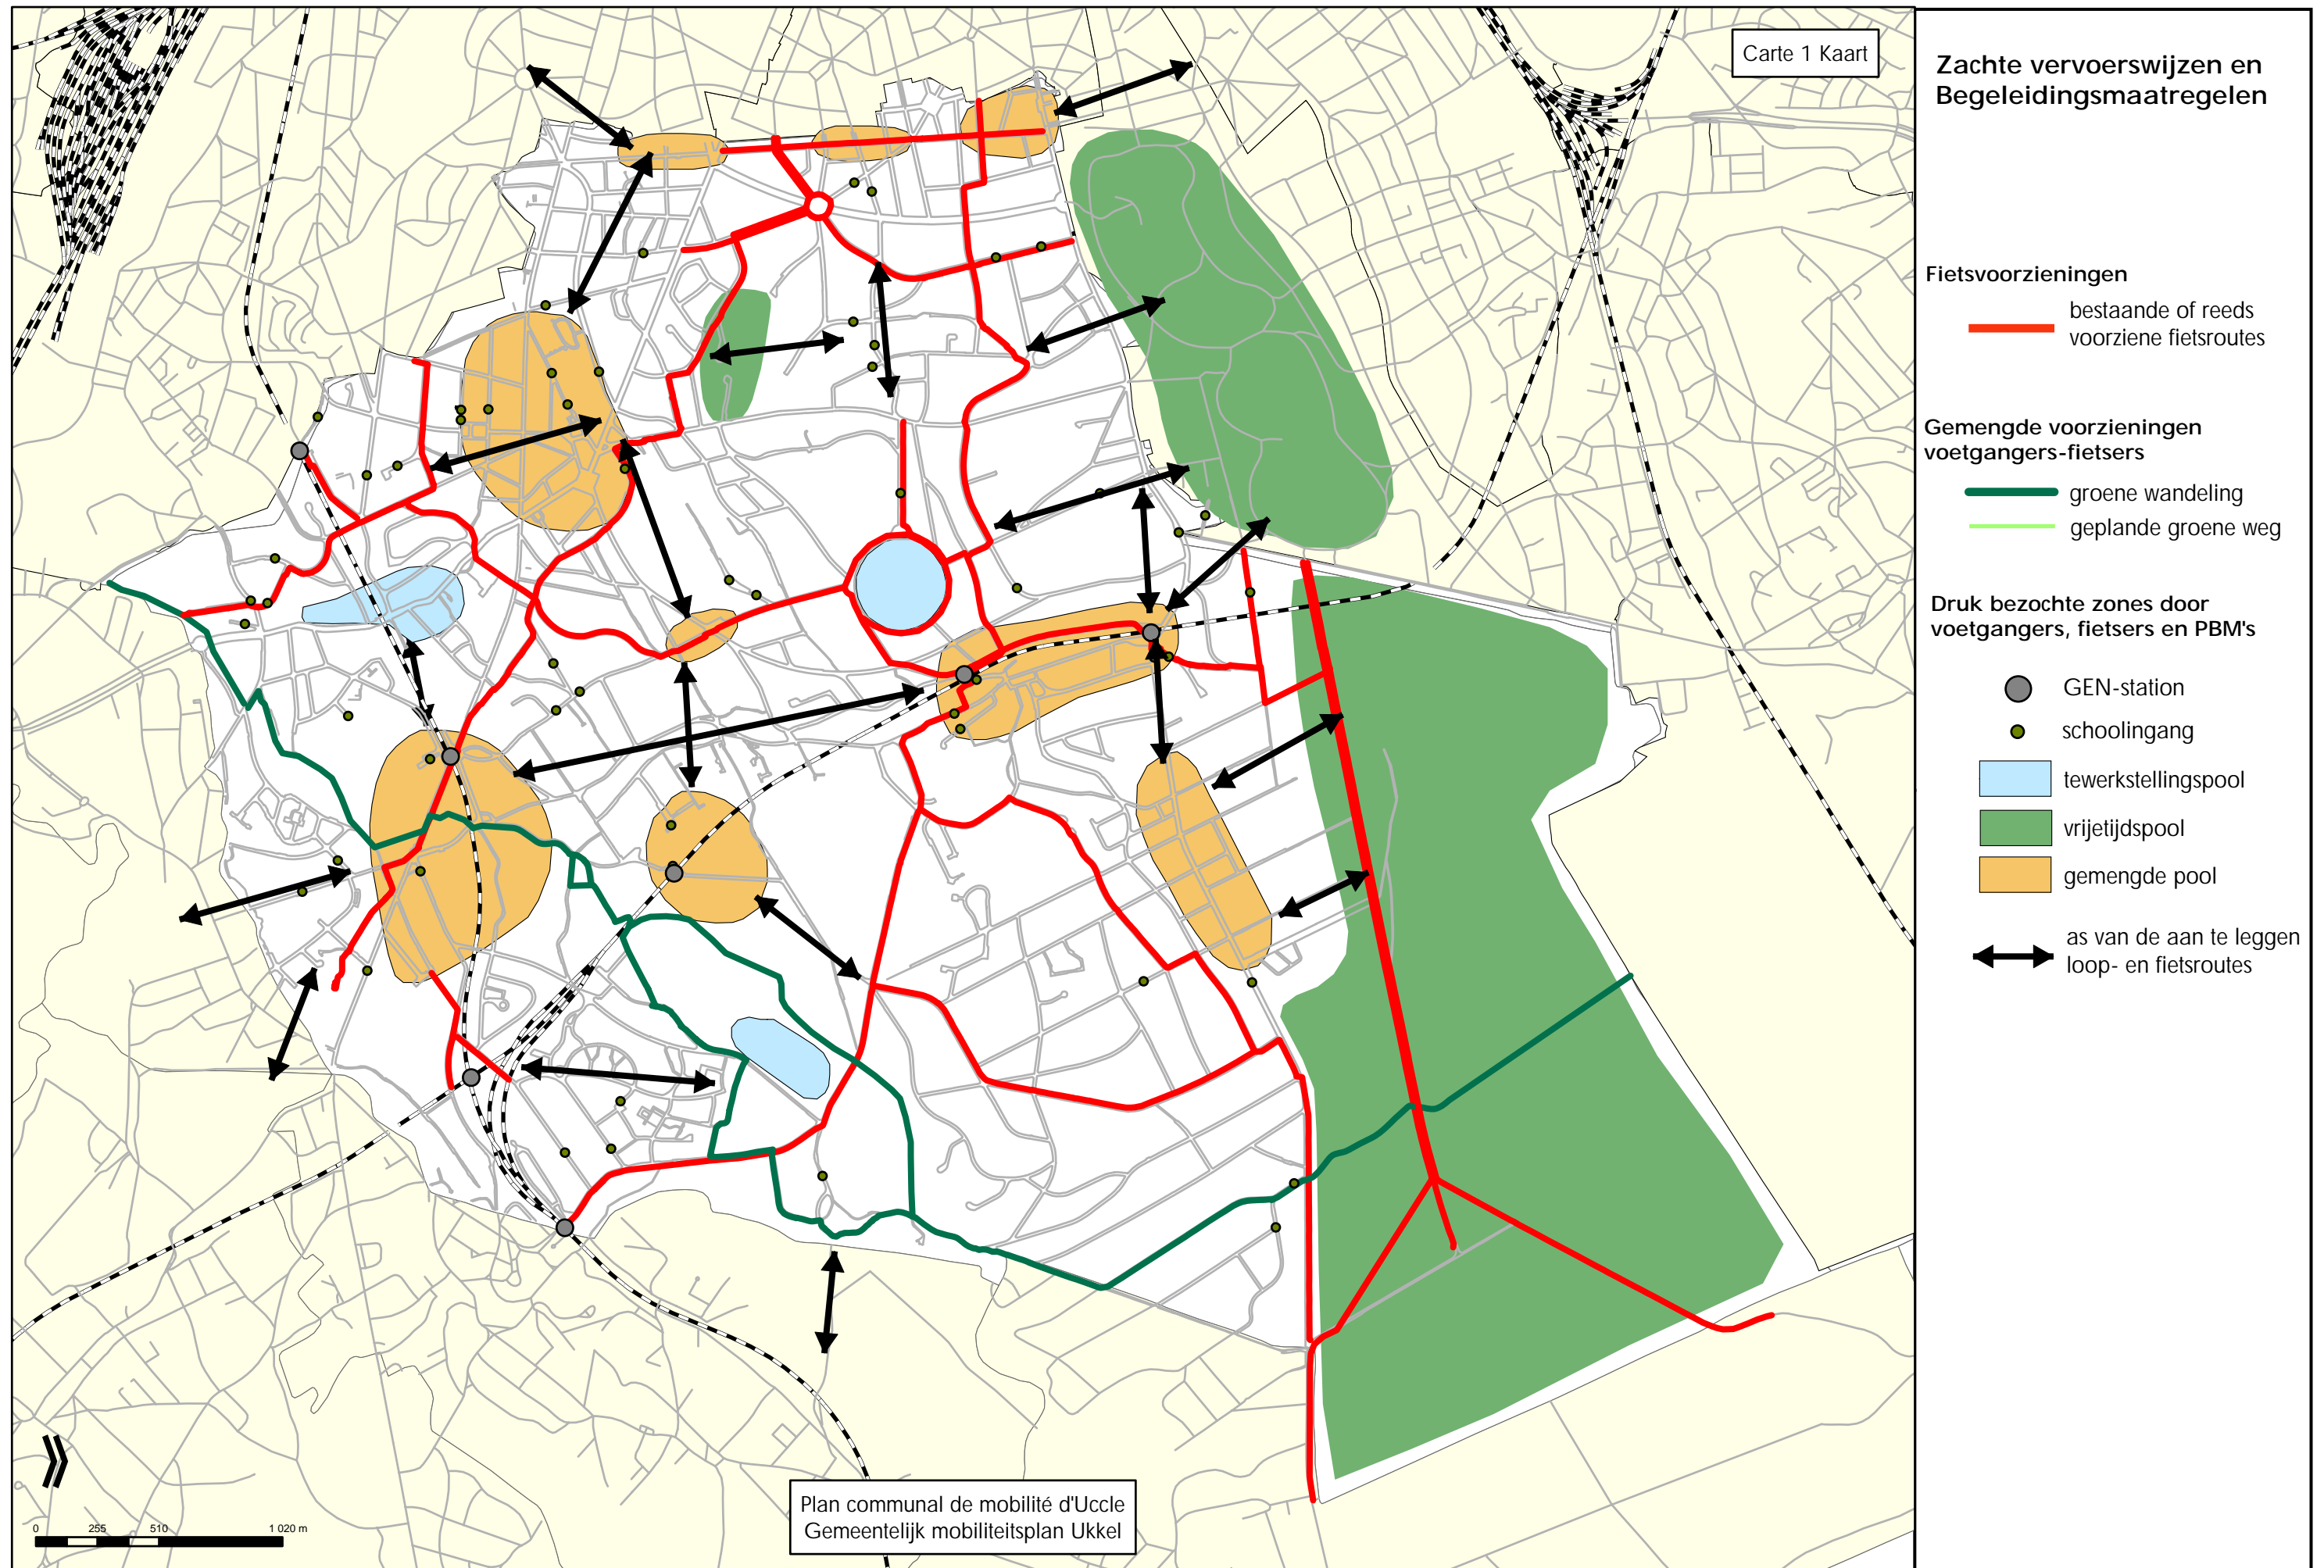 Carte 1 Kaart
Zachte vervoerswijzen en
Begeleidingsmaatregelen
Fietsvoorzieningen
bestaande of reeds
voorziene fietsroutes
Gemengde voorzieningen
voetgangers-fietsers
groene wandeling
geplande groene weg
Druk bezochte zones door
voetgangers, fietsers en PBM's
GEN-station
schoolingang
tewerkstellingspool
vrijetijdspool
gemengde pool
as van de aan te leggen
loop- en fietsroutes
Plan communal de mobilité d'Uccle
Gemeentelijk mobiliteitsplan Ukkel
0 255 510 1 020 m